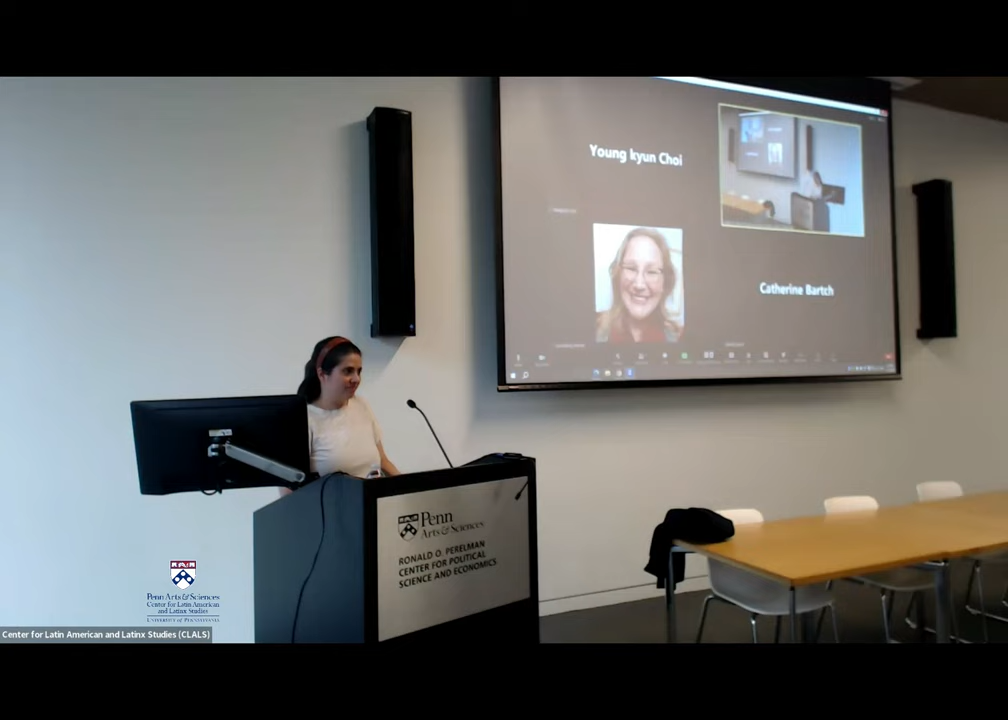 Young kyun Choi
Catherine Bartch
Penn
Arts & Sciences
RONALD O. PERELMAN
CENTER FOR POLITICAL
SCIENCE AND ECONOMICS
Penn Arts & Sciences
Center for Latin American
and Latinx Studies
UNIVERSITY of PENNSYLVANIA
Center for Latin American and Latinx Studies (CLALS)